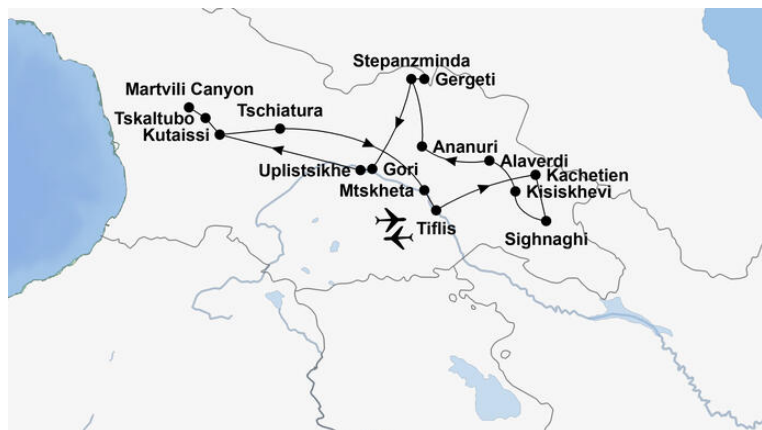 Stepanzminda
Gergeti
Martvili Canyon
Tskaltubo
Tschiatura
Kutaissi
Ananuri
Alaverdi
Uplistsikhe
Gori
Kachetien
Mtskheta
Kisiskhevi
Tiflis
Sighnaghi